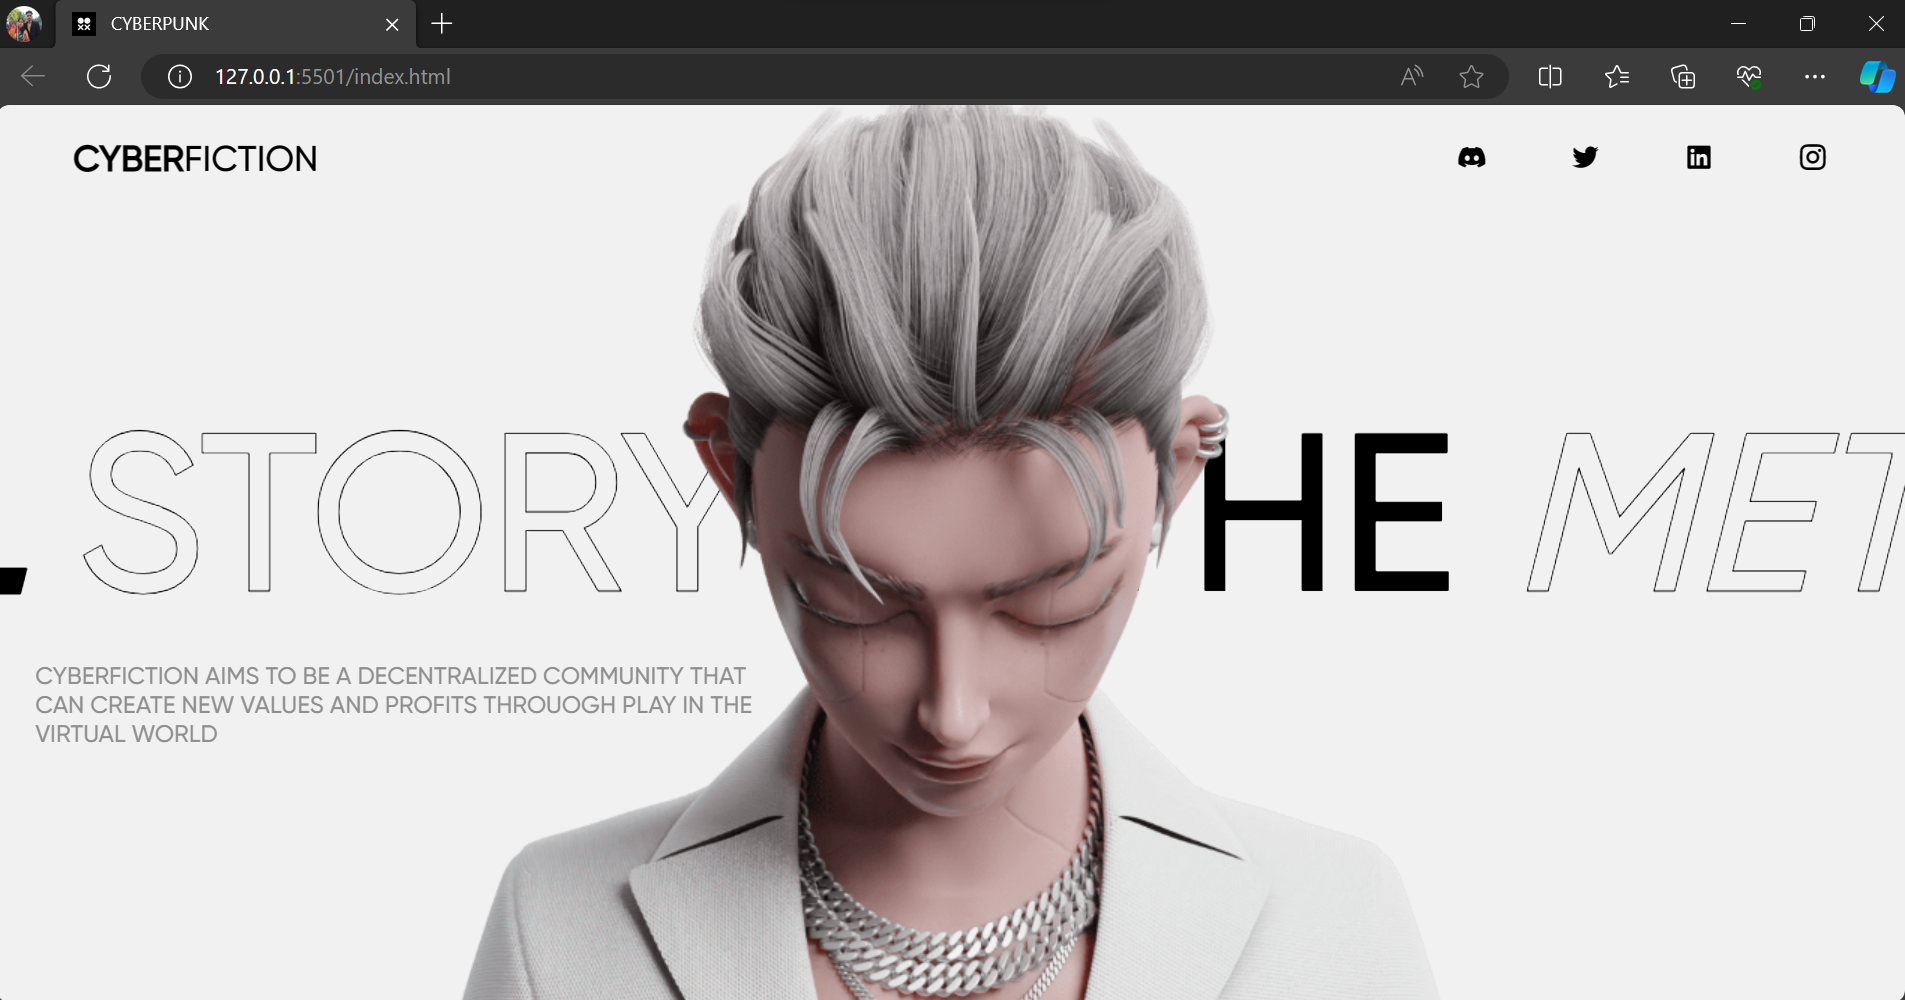 CYBERPUNK
127.0.0.1:5501/index.html
CYBERFICTION
STORY HE MET
CYBERFICTION AIMS TO BE A DECENTRALIZED COMMUNITY THAT
CAN CREATE NEW VALUES AND PROFITS THROUOGH PLAY IN THE
VIRTUAL WORLD